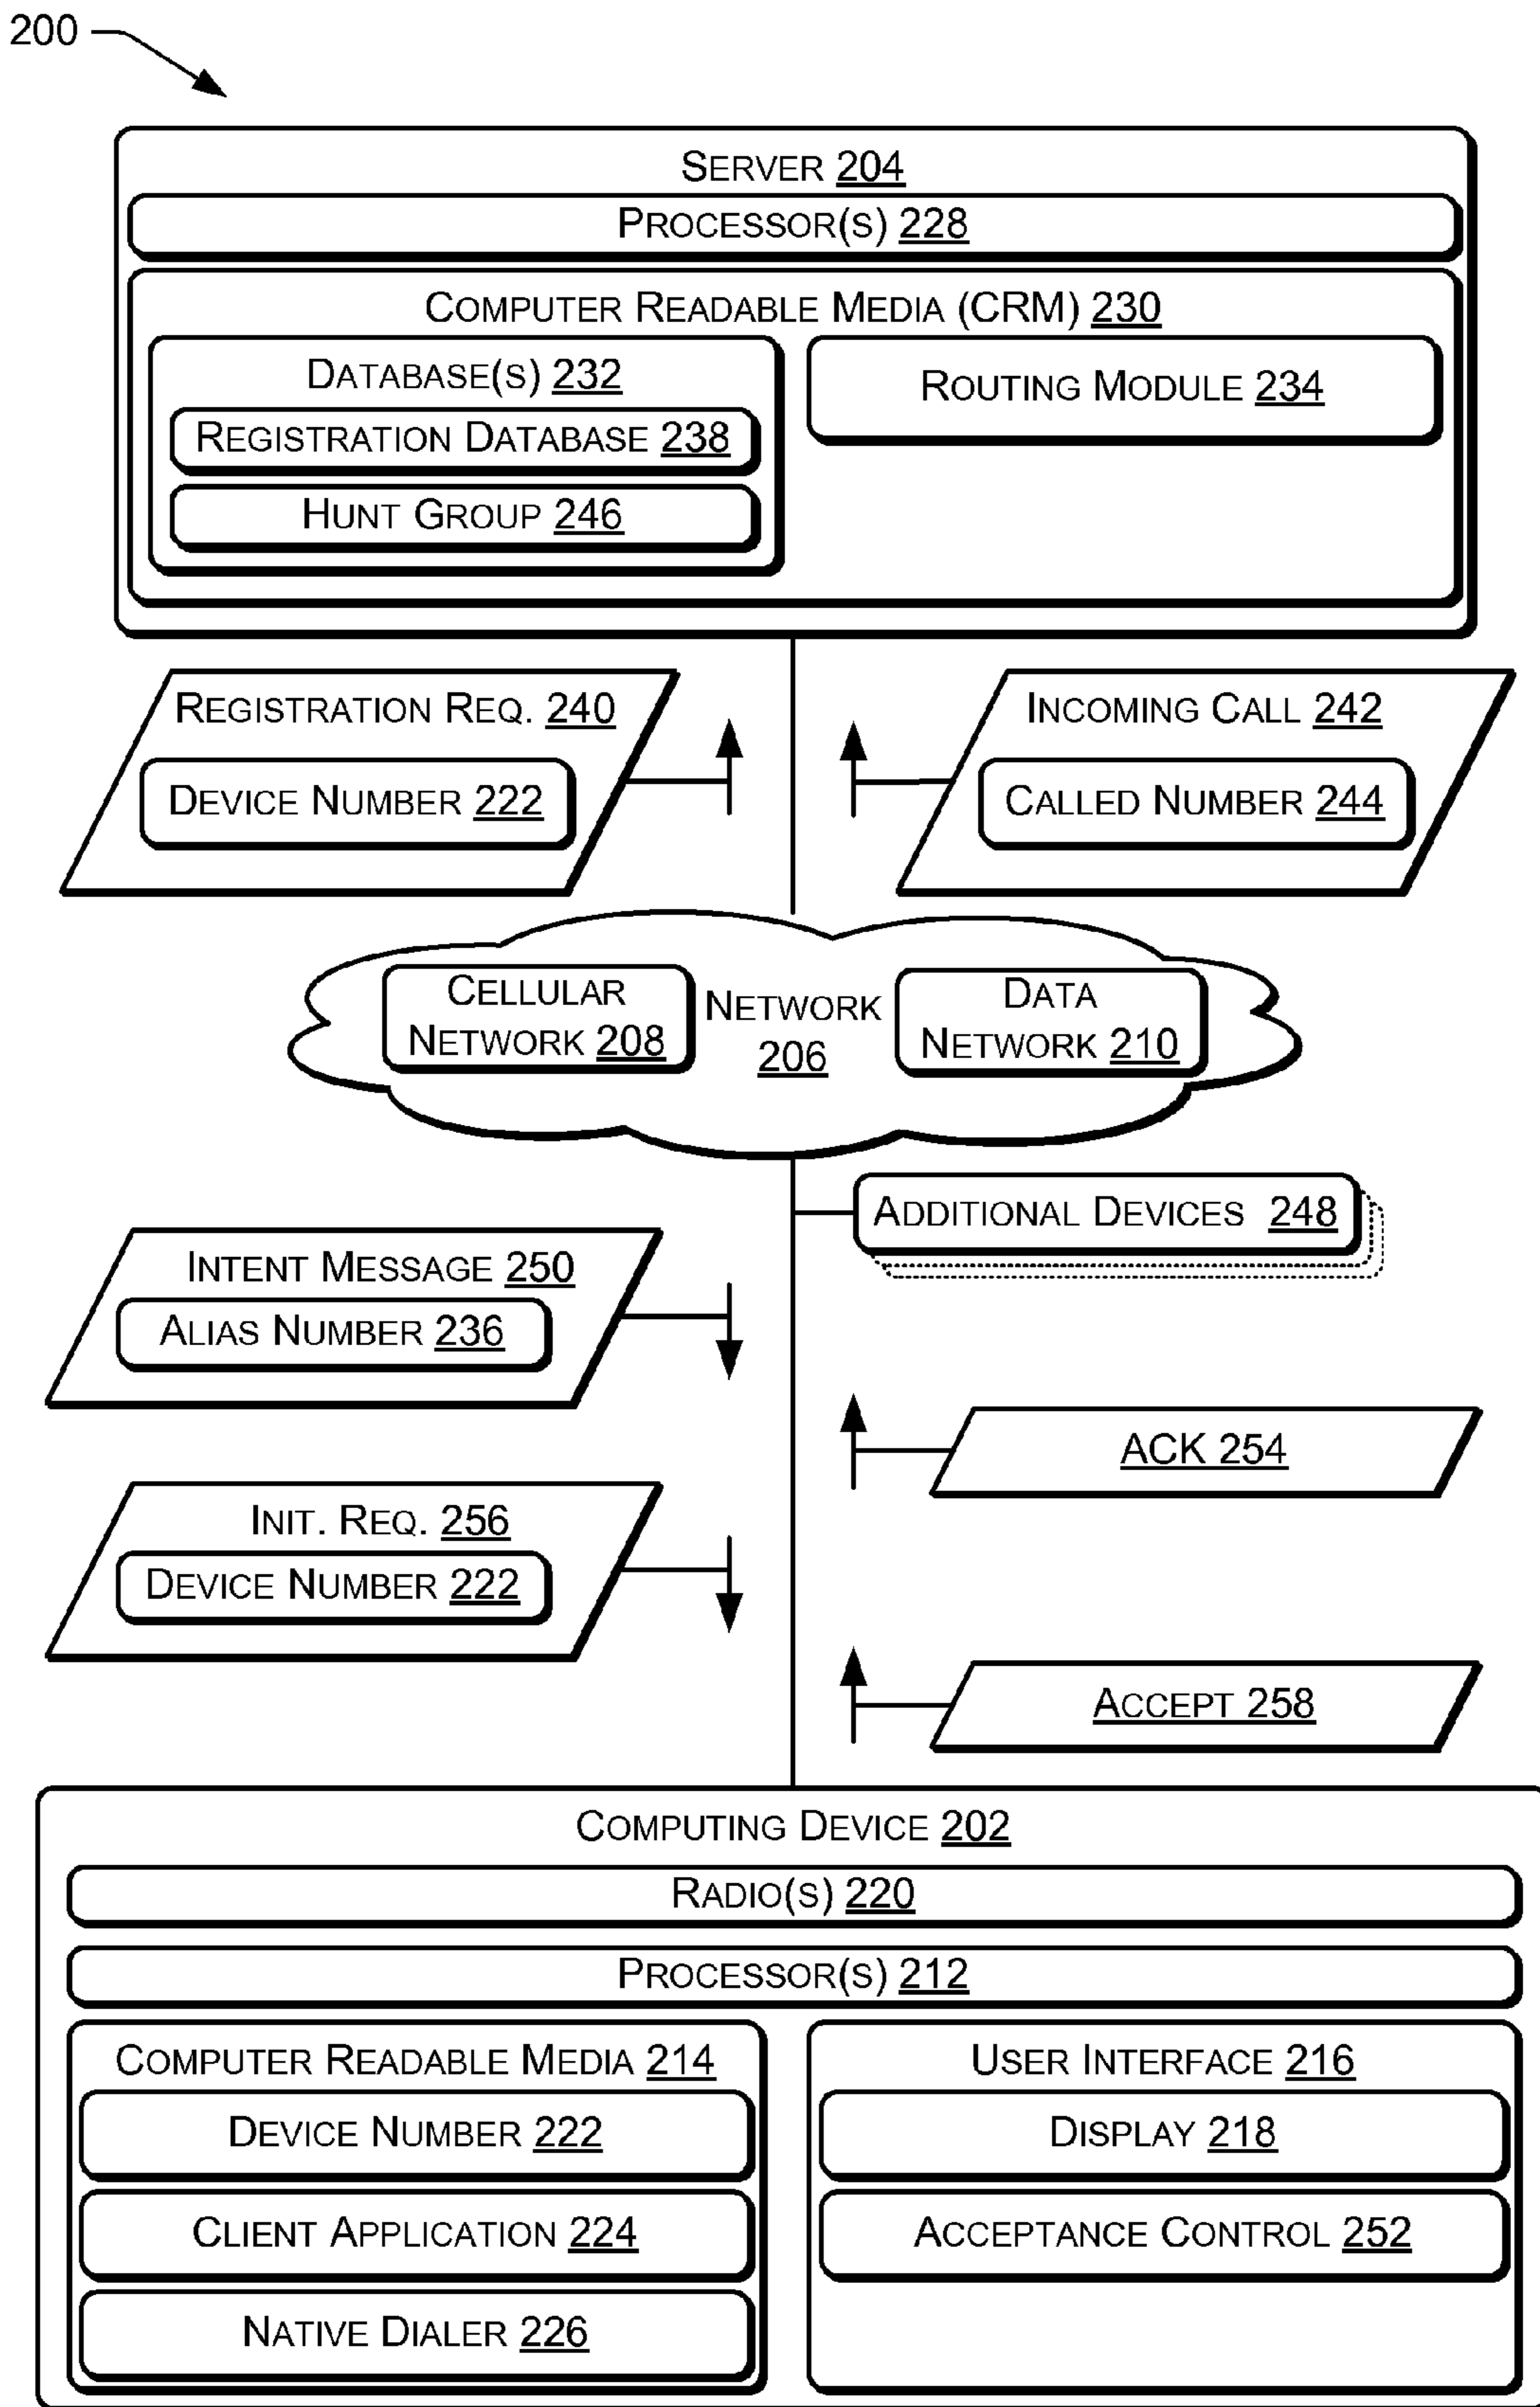 200
SERVER 204
PROCESSOR(S) 228
COMPUTER READABLE MEDIA (CRM) 230
DATABASE(S) 232
REGISTRATION DATABASE 238
HUNT GROUP 246
ROUTING MODULE 234
REGISTRATION REQ. 240
DEVICE NUMBER 222
INCOMING CALL 242
CALLED NUMBER 244
CELLULAR
NETWORK 208
NETWORK
206
DATA
NETWORK 210
ADDITIONAL DEVICES 248
INTENT MESSAGE 250
ALIAS NUMBER 236
ACK 254
INIT. REQ. 256
DEVICE NUMBER 222
ACCEPT 258
COMPUTING DEVICE 202
RADIO(S) 220
PROCESSOR(S) 212
COMPUTER READABLE MEDIA 214
DEVICE NUMBER 222
CLIENT APPLICATION 224
NATIVE DIALER 226
USER INTERFACE 216
DISPLAY 218
ACCEPTANCE CONTROL 252